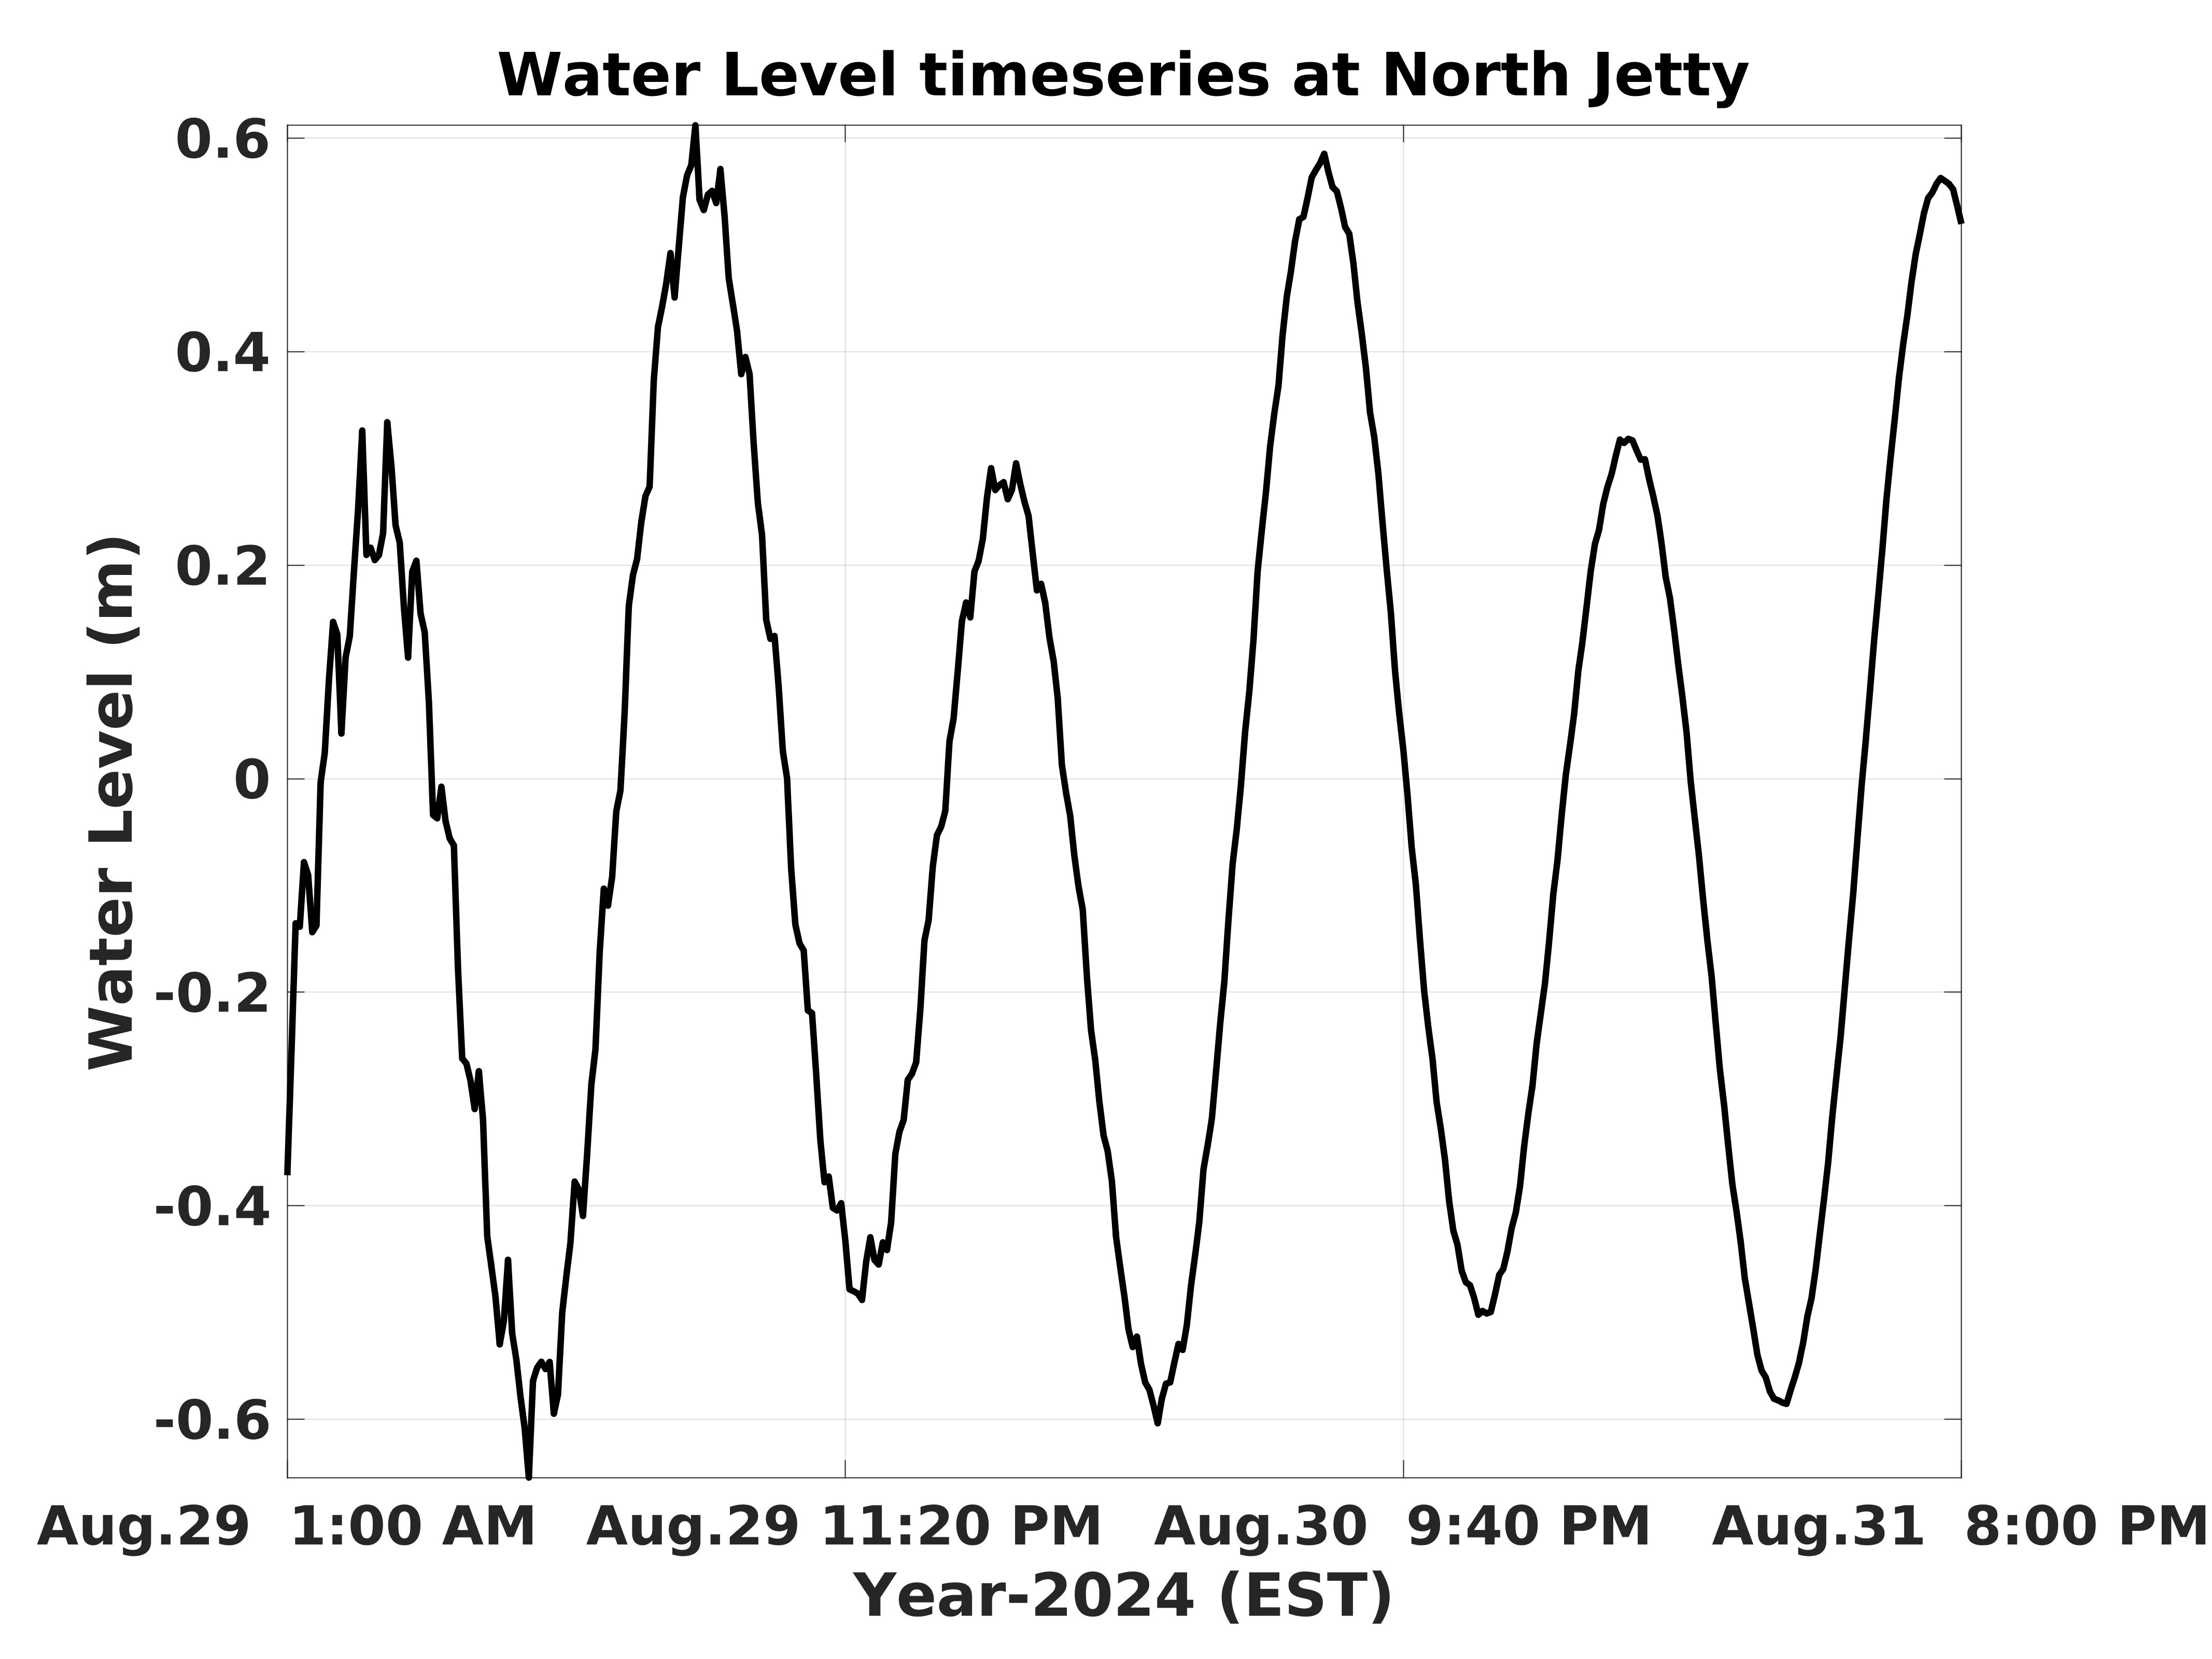 Water Level timeseries at North Jetty
0.6
0.4
0.2
0
-0.2
-0.4
-0.6
Water Level (m)
Aug.29 1:00 AM Aug.29 11:20 PM Aug.30 9:40 PM Aug.31 8:00 PM
Year-2024 (EST)